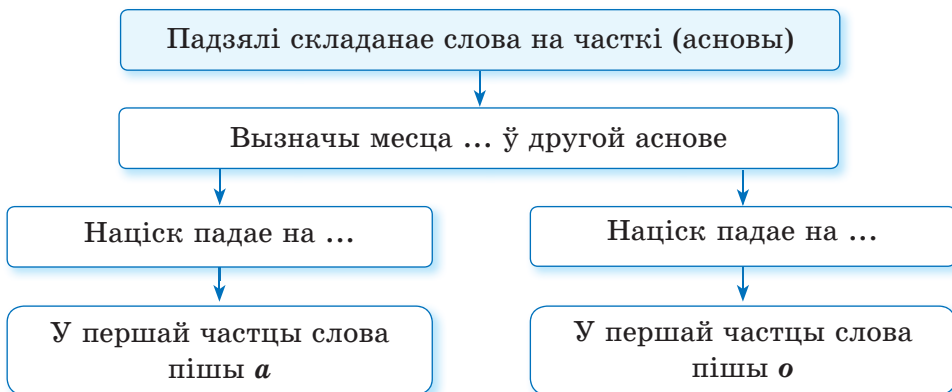 Падзялі складанае слова на часткі (асновы)
Вызначы месца ... ў другой аснове
Націск падае на ...
Націск падае на ...
У першай частцы слова
пішы а
У першай частцы слова
пішы о